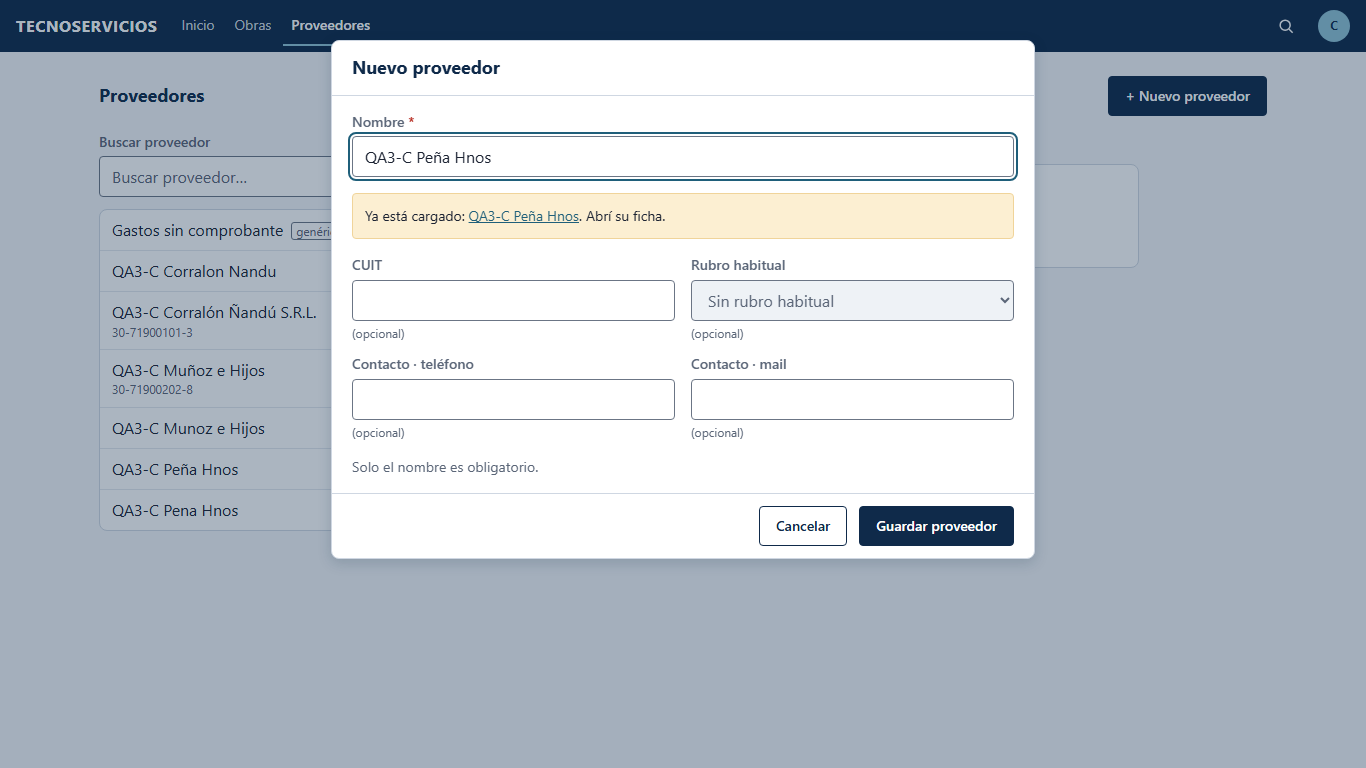 TECNOSERVICIOS Inicio Obras Proveedores C
Nuevo proveedor
Proveedores
+ Nuevo proveedor
Nombre *
QA3-C Peña Hnos
Buscar proveedor
Buscar proveedor...
Ya está cargado: QA3-C Peña Hnos. Abrí su ficha.
Gastos sin comprobante
QA3-C Corralon Nandu
QA3-C Corralón Ñandú S.R.L.
30-71900101-3
QA3-C Muñoz e Hijos
30-71900202-8
QA3-C Munoz e Hijos
QA3-C Peña Hnos
QA3-C Pena Hnos
CUIT
(opcional)
Rubro habitual
Sin rubro habitual
(opcional)
Contacto · teléfono
(opcional)
Contacto · mail
(opcional)
Solo el nombre es obligatorio.
Cancelar
Guardar proveedor